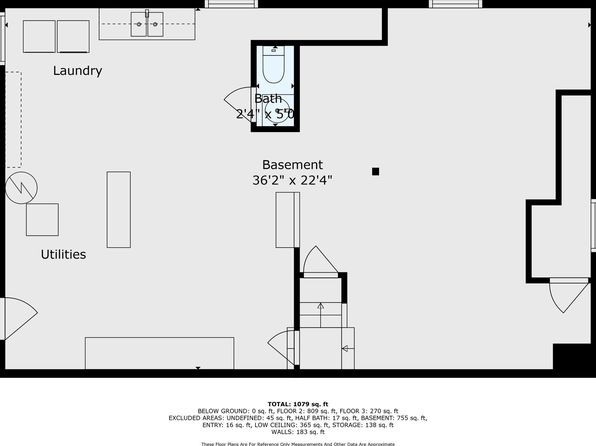 Laundry
Bath
2'4" x 5'0
Basement
36'2" x 22'4"
Utilities
TOTAL: 1079 sq. ft
BELOW GROUND: 0 sq. ft, FLOOR 2: 809 sq. ft, FLOOR 3: 270 sq. ft
EXCLUDED AREAS: UNDEFINED: 45 sq. ft, HALF BATH: 17 sq. ft, BASEMENT: 755 sq. ft,
ENTRY: 16 sq. ft, LOW CEILING: 365 sq. ft, STORAGE: 138 sq. ft
WALLS: 183 sq. ft
These Floor Plans Are For Reference Only Measurements And Other Data Are Approximate